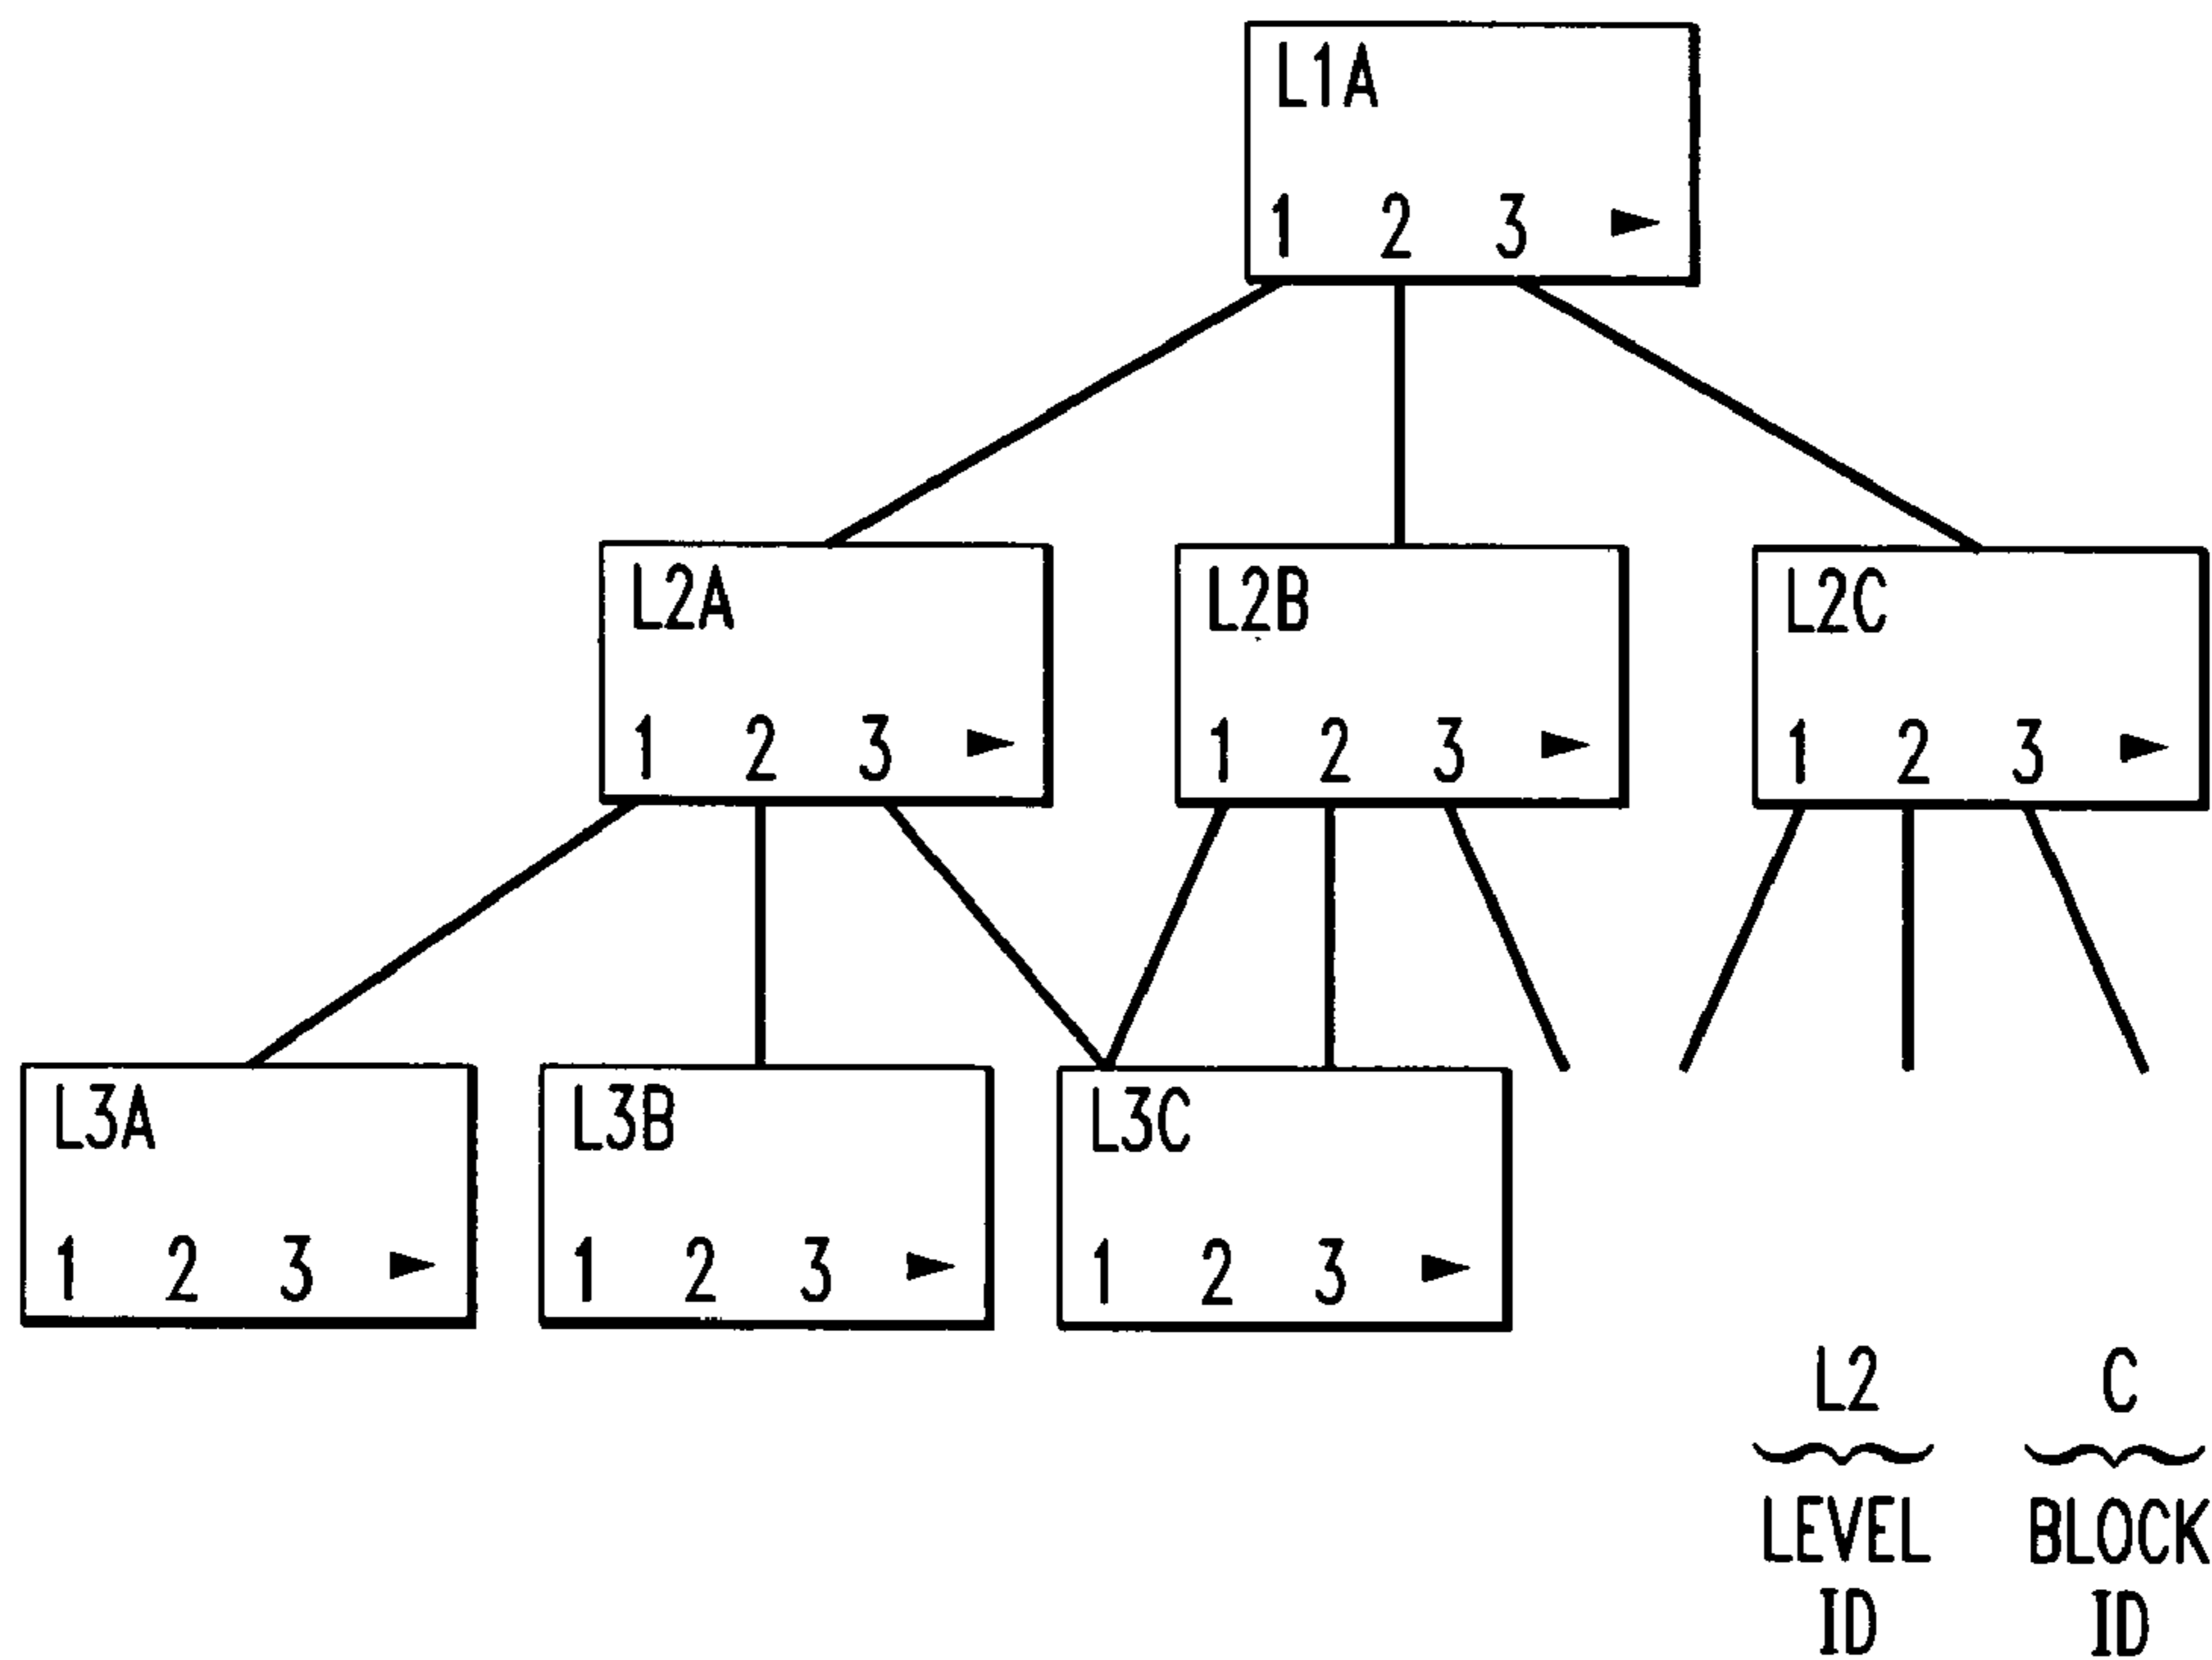 L1A
1 2 3 ►
L2A
1 2 3 ►
L2B
1 2 3 ►
L2C
1 2 3 ►
L3A
1 2 3 ►
L3B
1 2 3 ►
L3C
1 2 3 ►
L2 C
LEVEL BLOCK
ID ID